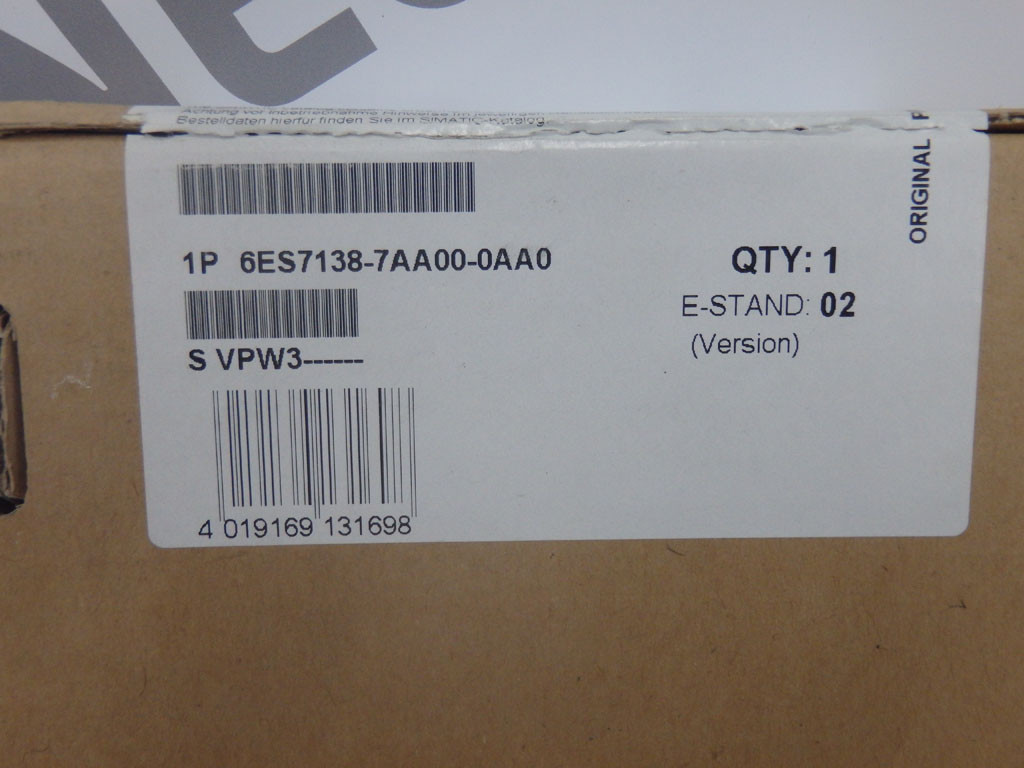 Bestelldaten hierfür finden Sie im SIMATIC-Katalog.
ORIGINAL
1P 6ES7138-7AA00-0AA0
QTY: 1
E-STAND: 02
(Version)
S VPW3------
4 019169 131698